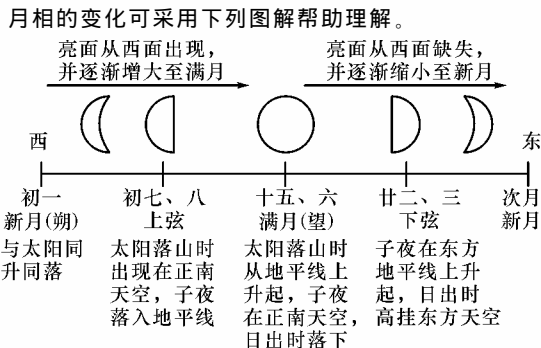 月相的变化可采用下列图解帮助理解。
亮面从西面出现，
并逐渐增大至满月
亮面从西面缺失，
并逐渐缩小至新月
西
东
初一
新月(朔)
与太阳同
升同落
初七、八
上弦
太阳落山时
出现在正南
天空，子夜
落入地平线
十五、六
满月(望)
太阳落山时
从地平线上
升起，子夜
在正南天空，
日出时落下
廿二、三
下弦
子夜在东方
地平线上升
起，日出时
高挂东方天空
次月
新月